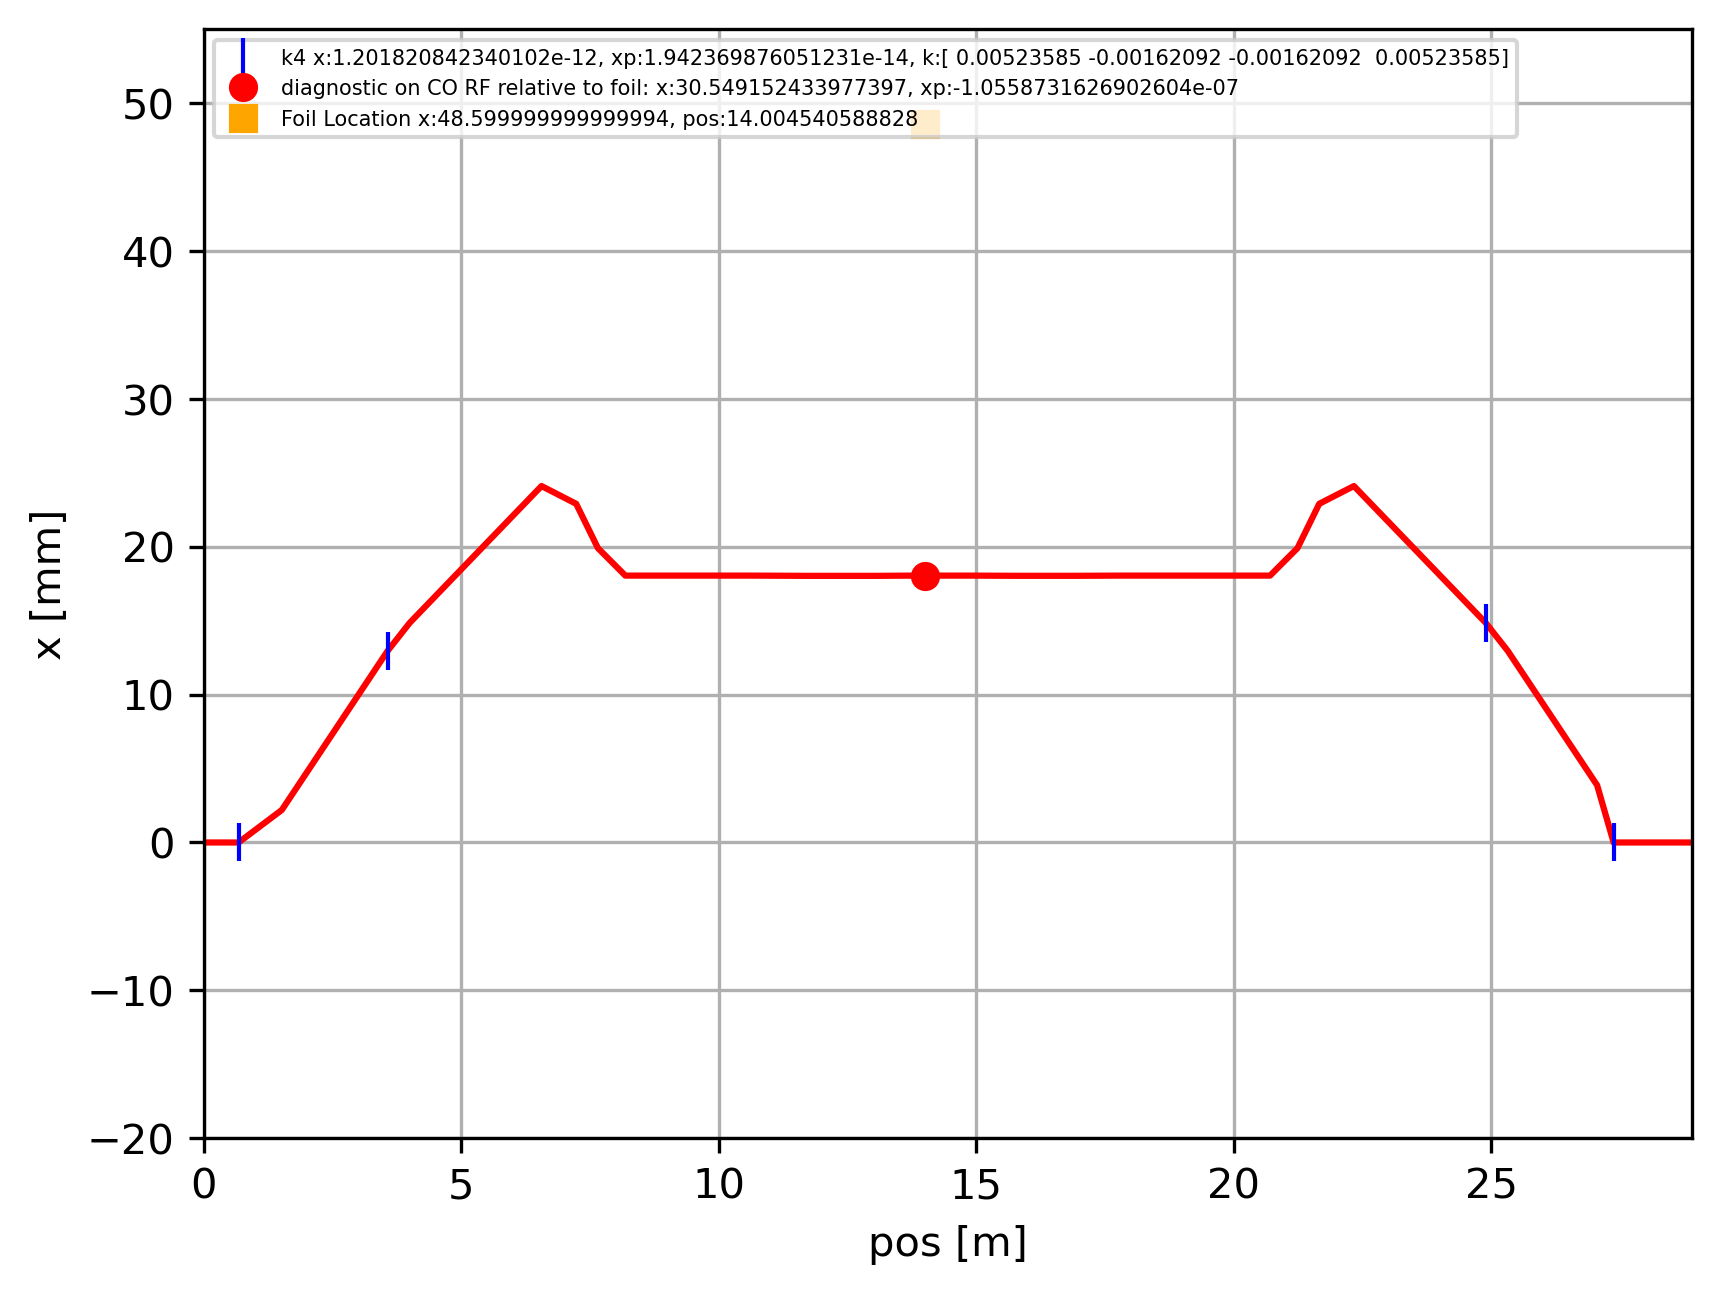 k4 x:1.201820842340102e-12, xp:1.942369876051231e-14, k:[ 0.00523585 -0.00162092 -0.00162092  0.00523585]
diagnostic on CO RF relative to foil: x:30.549152433977397, xp:-1.0558731626902604e-07
Foil Location x:48.599999999999994, pos:14.004540588828
50
40
30
20
10
0
−10
−20
x [mm]
0 5 10 15 20 25
pos [m]